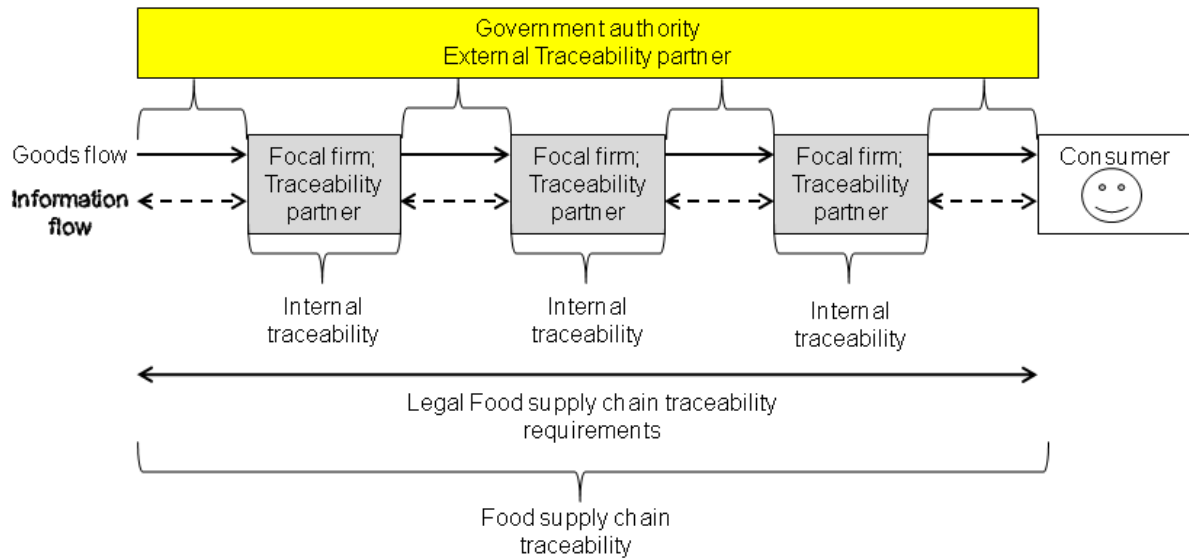 Government authority
External Traceability partner
Goods flow
Information
flow
Focal firm;
Traceability
partner
Focal firm;
Traceability
partner
Focal firm;
Traceability
partner
Consumer
Internal
traceability
Internal
traceability
Internal
traceability
Legal Food supply chain traceability
requirements
Food supply chain
traceability